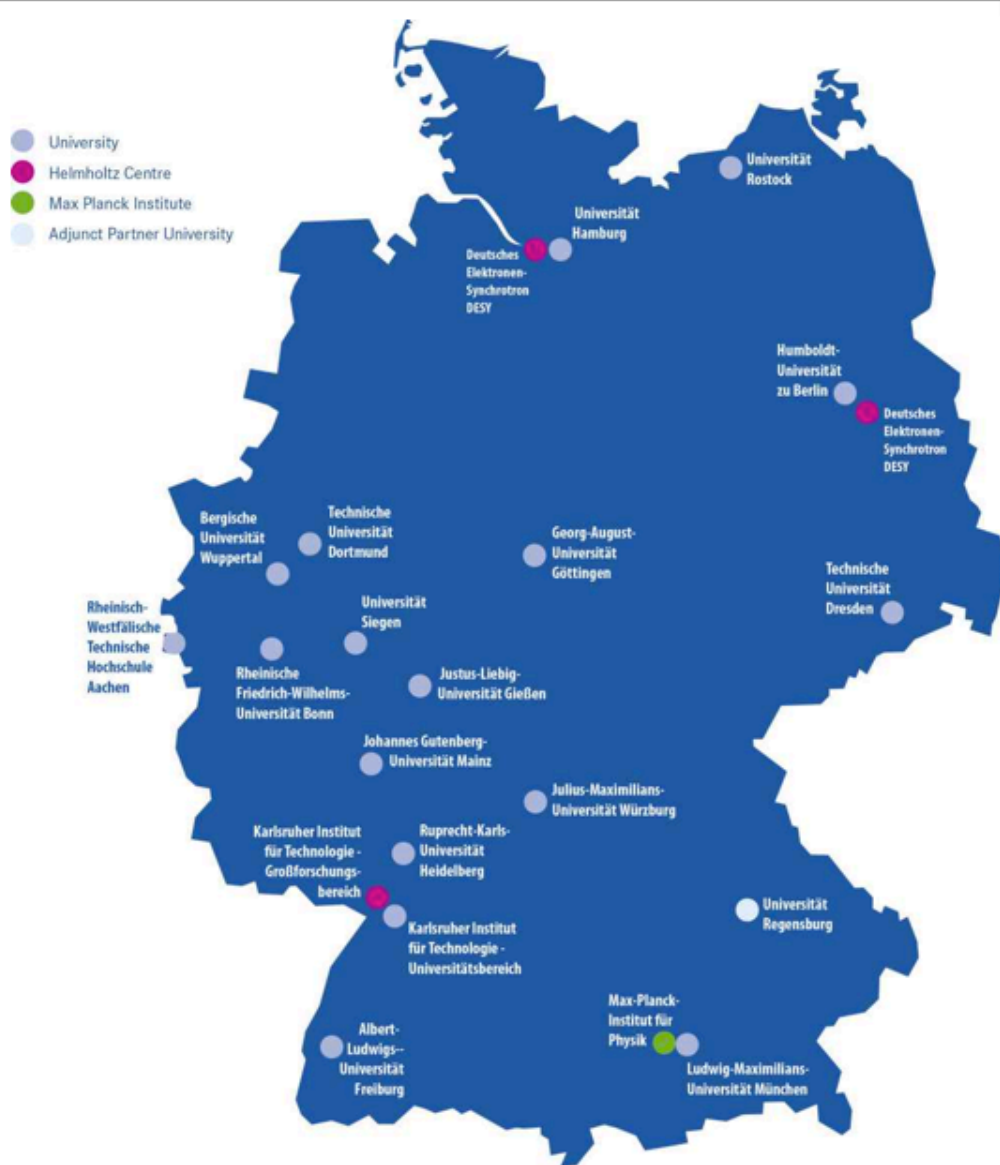 University
Helmholtz Centre
Max Planck Institute
Adjunct Partner University
Universität
Rostock
Universität
Hamburg
Deutsches
Elektronen-
Synchrotron
DESY
Humboldt-
Universität
zu Berlin
Deutsches
Elektronen-
Synchrotron
DESY
Bergische
Universität
Wuppertal
Technische
Universität
Dortmund
Georg-August-
Universität
Göttingen
Technische
Universität
Dresden
Rheinisch-
Westfälische
Technische
Hochschule
Aachen
Universität
Siegen
Rheinische
Friedrich-Wilhelms-
Universität Bonn
Justus-Liebig-
Universität Gießen
Johannes Gutenberg-
Universität Mainz
Julius-Maximilians-
Universität Würzburg
Karlsruher Institut
für Technologie -
Großforschungs-
bereich
Ruprecht-Karls-
Universität
Heidelberg
Karlsruher Institut
für Technologie -
Universitätsbereich
Universität
Regensburg
Max-Planck-
Institut für
Physik
Ludwig-Maximilians-
Universität München
Albert-
Ludwigs--
Universität
Freiburg